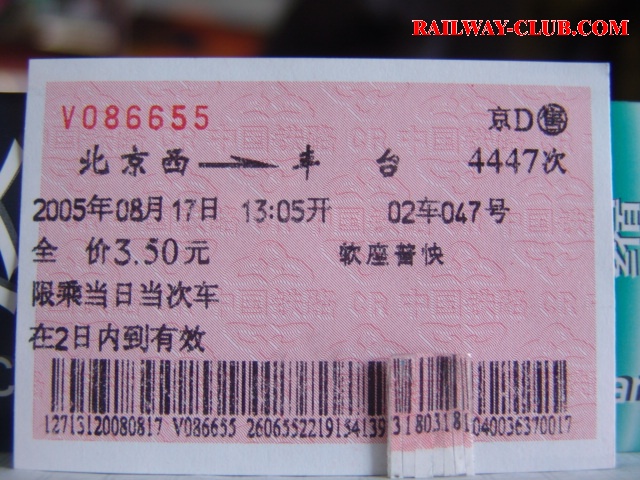 RAILWAY-CLUB.COM
V086655 京D售
北京西→丰台 4447次
2005年08月17日 13:05开 02车047号
全 价3.50元 软座普快
限乘当日当次车
在2日内到有效
12713120080817 V086655 2606552219154139 31803181 040036370017